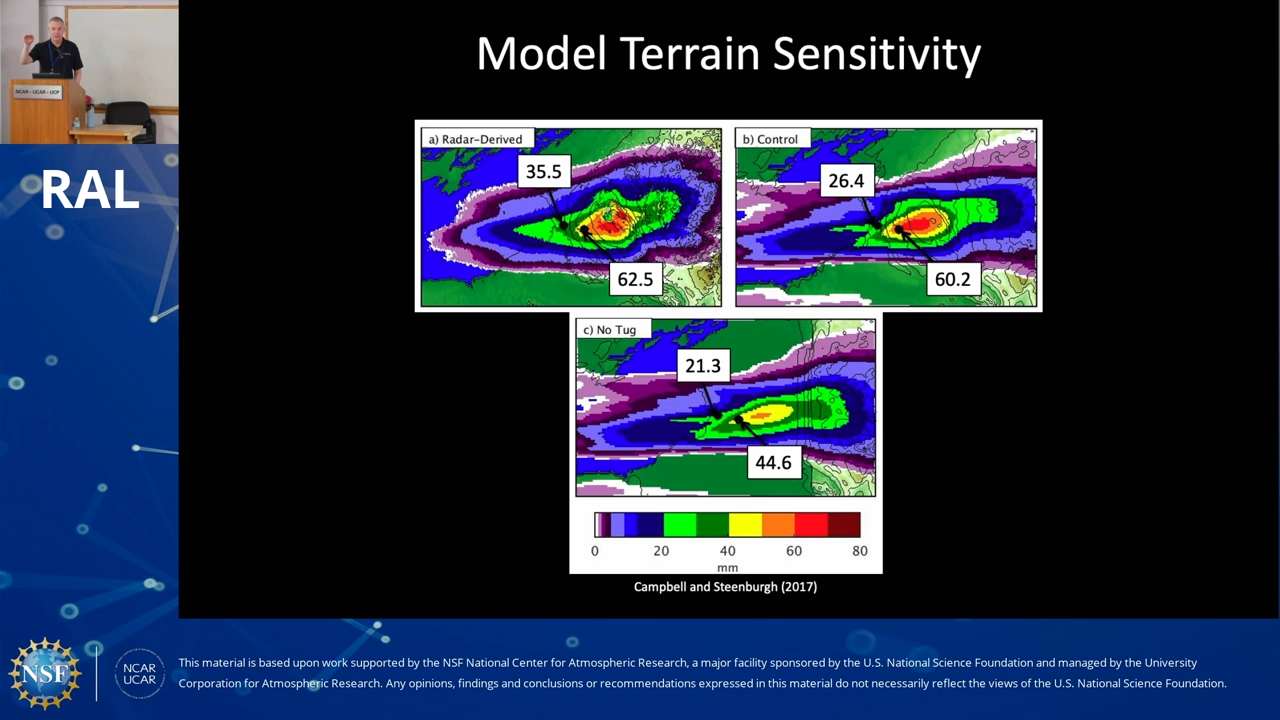 Model Terrain Sensitivity
NCAR • UCAR • UCP
RAL
a) Radar-Derived
35.5
62.5
b) Control
26.4
60.2
c) No Tug
21.3
44.6
0 20 40 60 80
mm
Campbell and Steenburgh (2017)
NSF
NCAR
UCAR
This material is based upon work supported by the NSF National Center for Atmospheric Research, a major facility sponsored by the U.S. National Science Foundation and managed by the University
Corporation for Atmospheric Research. Any opinions, findings and conclusions or recommendations expressed in this material do not necessarily reflect the views of the U.S. National Science Foundation.